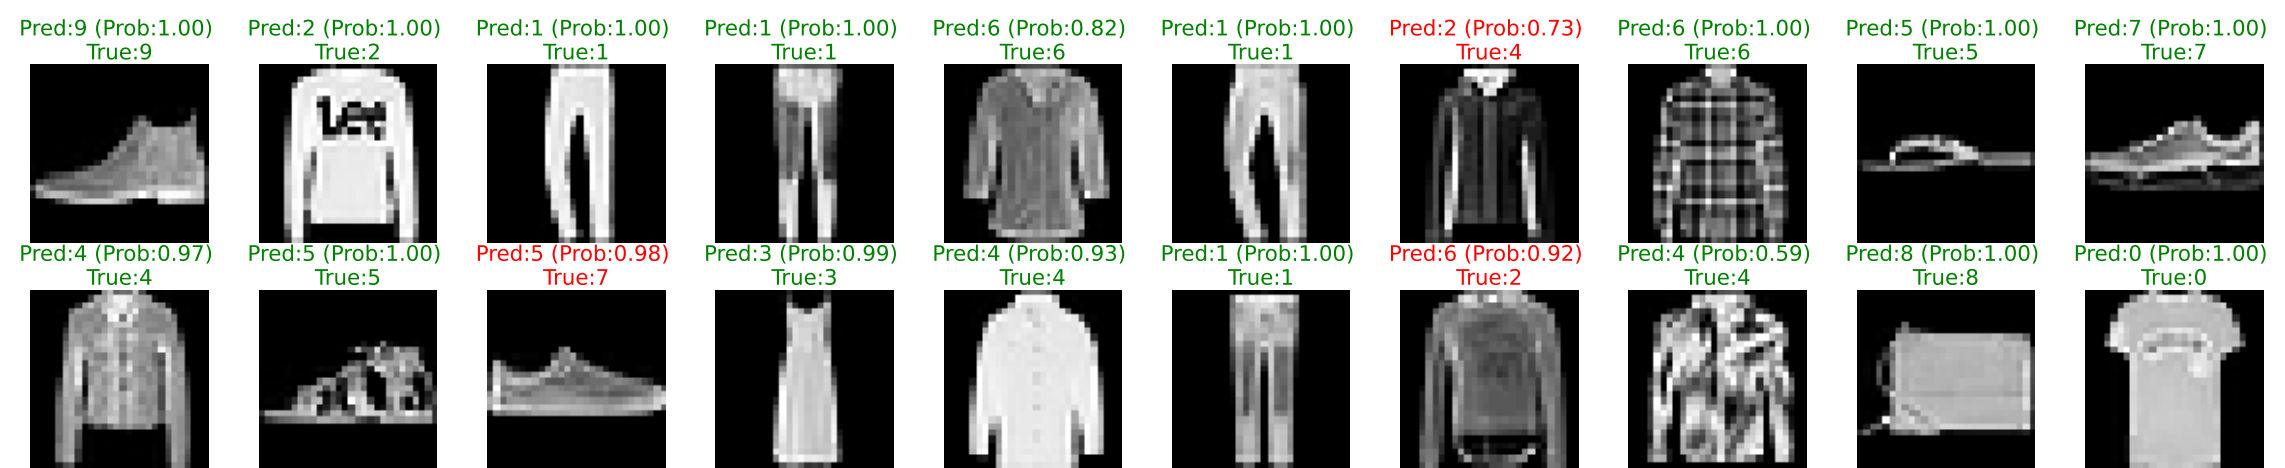 Pred:9 (Prob:1.00) Pred:2 (Prob:1.00) Pred:1 (Prob:1.00) Pred:1 (Prob:1.00) Pred:6 (Prob:0.82) Pred:1 (Prob:1.00) Pred:2 (Prob:0.73) Pred:6 (Prob:1.00) Pred:5 (Prob:1.00) Pred:7 (Prob:1.00)
True:9 True:2 True:1 True:1 True:6 True:1 True:4 True:6 True:5 True:7
Lee
Pred:4 (Prob:0.97) Pred:5 (Prob:1.00) Pred:5 (Prob:0.98) Pred:3 (Prob:0.99) Pred:4 (Prob:0.93) Pred:1 (Prob:1.00) Pred:6 (Prob:0.92) Pred:4 (Prob:0.59) Pred:8 (Prob:1.00) Pred:0 (Prob:1.00)
True:4 True:5 True:7 True:3 True:4 True:1 True:2 True:4 True:8 True:0